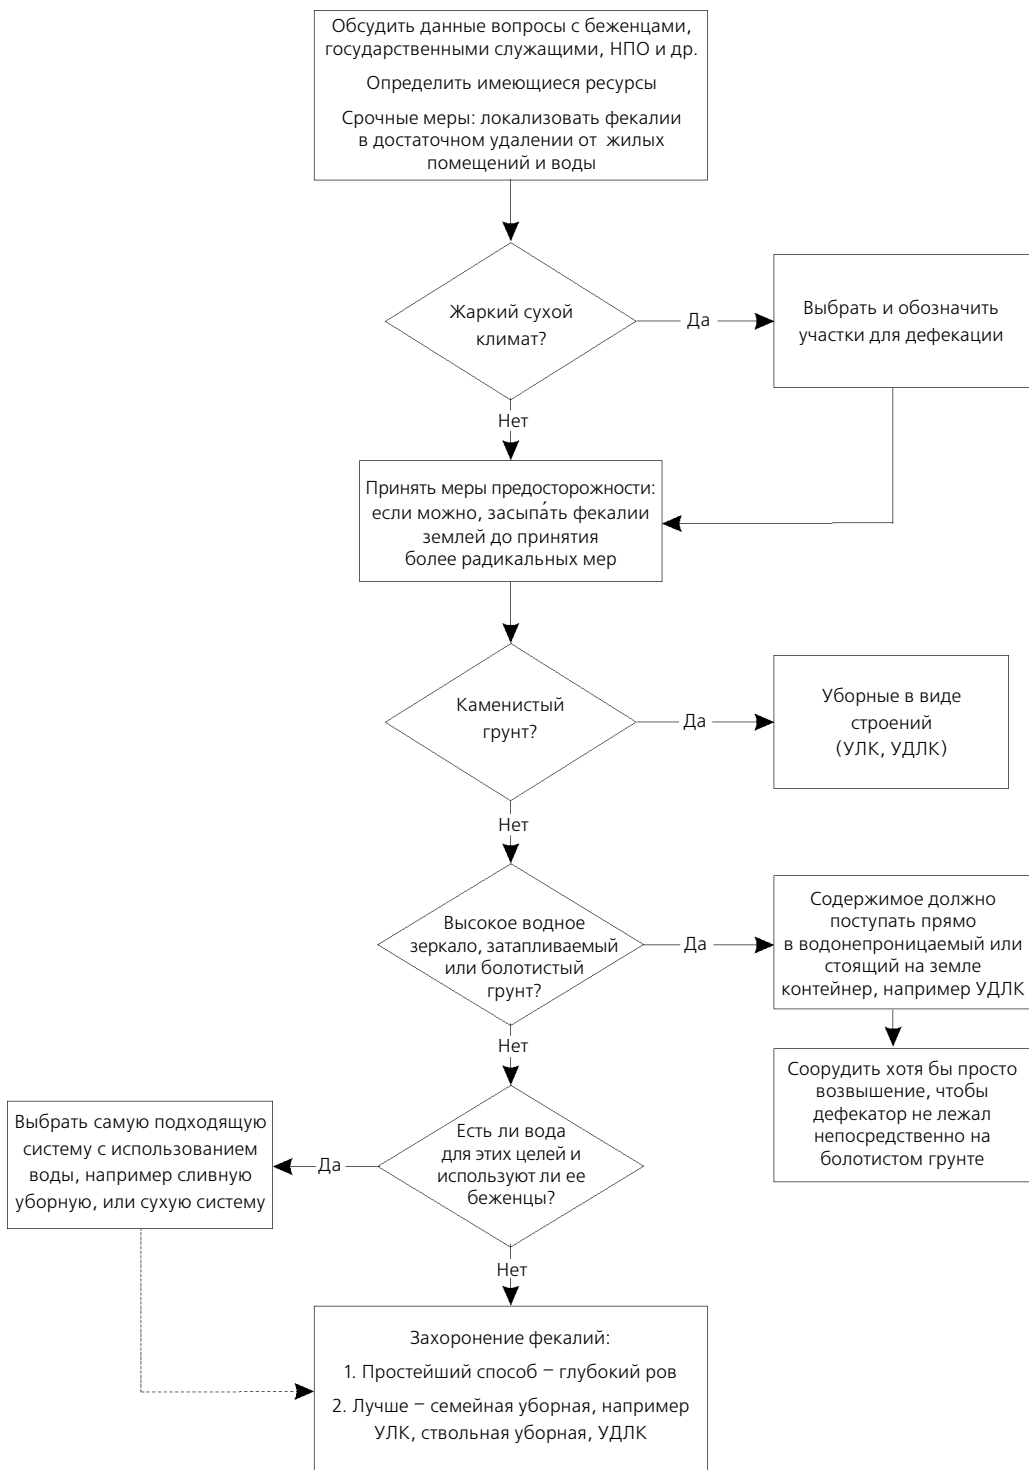 Обсудить данные вопросы с беженцами,
государственными служащими, НПО и др.
Определить имеющиеся ресурсы
Срочные меры: локализовать фекалии
в достаточном удалении от жилых
помещений и воды
Жаркий сухой
климат?
Да
Выбрать и обозначить
участки для дефекации
Нет
Принять меры предосторожности:
если можно, засыпа́ть фекалии
землей до принятия
более радикальных мер
Каменистый
грунт?
Да
Уборные в виде
строений
(УЛК, УДЛК)
Нет
Высокое водное
зеркало, затапливаемый
или болотистый
грунт?
Да
Содержимое должно
поступать прямо
в водонепроницаемый или
стоящий на земле
контейнер, например УДЛК
Соорудить хотя бы просто
возвышение, чтобы
дефекатор не лежал
непосредственно на
болотистом грунте
Нет
Есть ли вода
для этих целей и
используют ли ее
беженцы?
Да
Выбрать самую подходящую
систему с использованием
воды, например сливную
уборную, или сухую систему
Нет
Захоронение фекалий:
1. Простейший способ – глубокий ров
2. Лучше – семейная уборная, например
УЛК, ствольная уборная, УДЛК